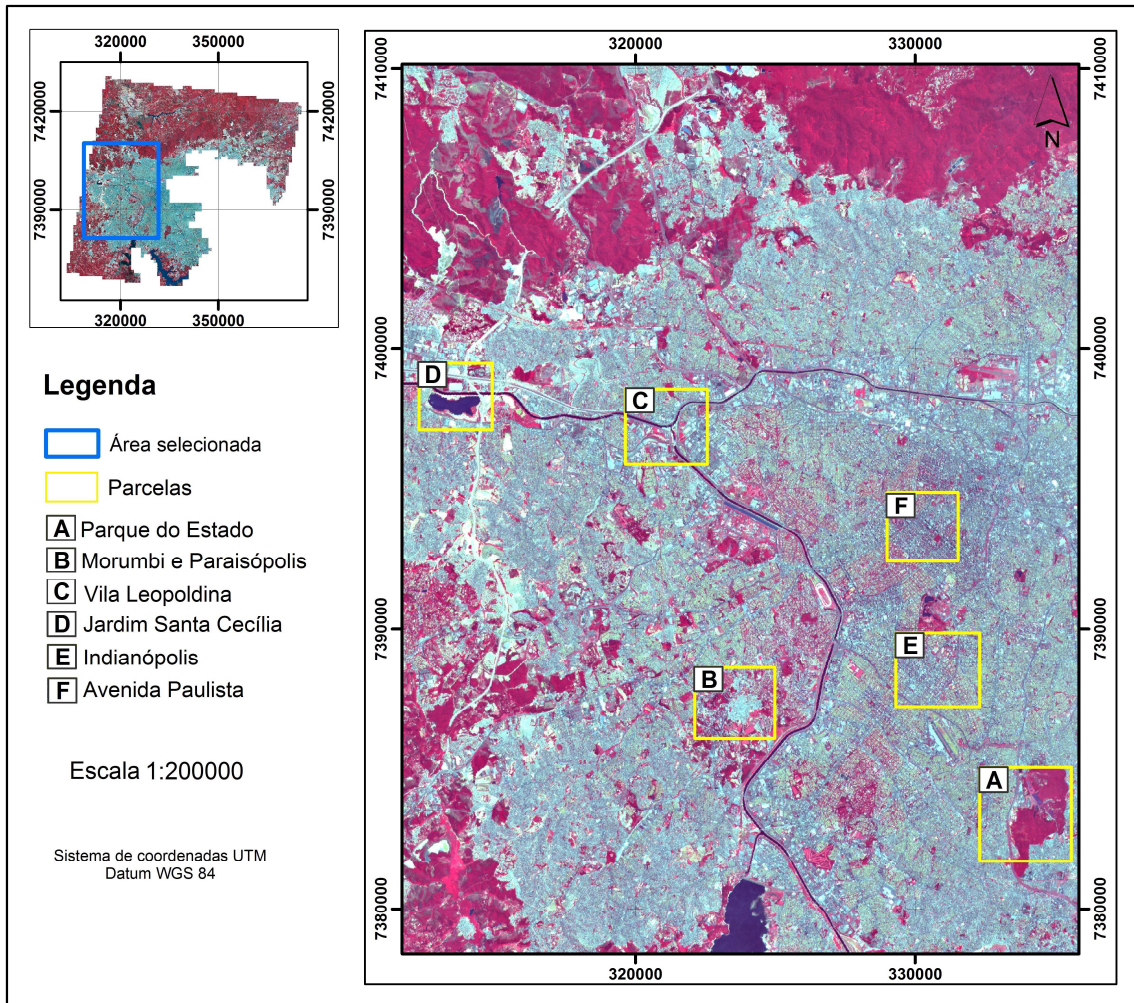 320000 350000
7420000 7420000
7390000 7390000
320000 350000
Legenda
Área selecionada
Parcelas
A Parque do Estado
B Morumbi e Paraisópolis
C Vila Leopoldina
D Jardim Santa Cecília
E Indianópolis
F Avenida Paulista
Escala 1:200000
Sistema de coordenadas UTM
Datum WGS 84
320000 330000
7410000 7410000
N
7400000 7400000
D
C
F
7390000 7390000
E
B
A
7380000 7380000
320000 330000